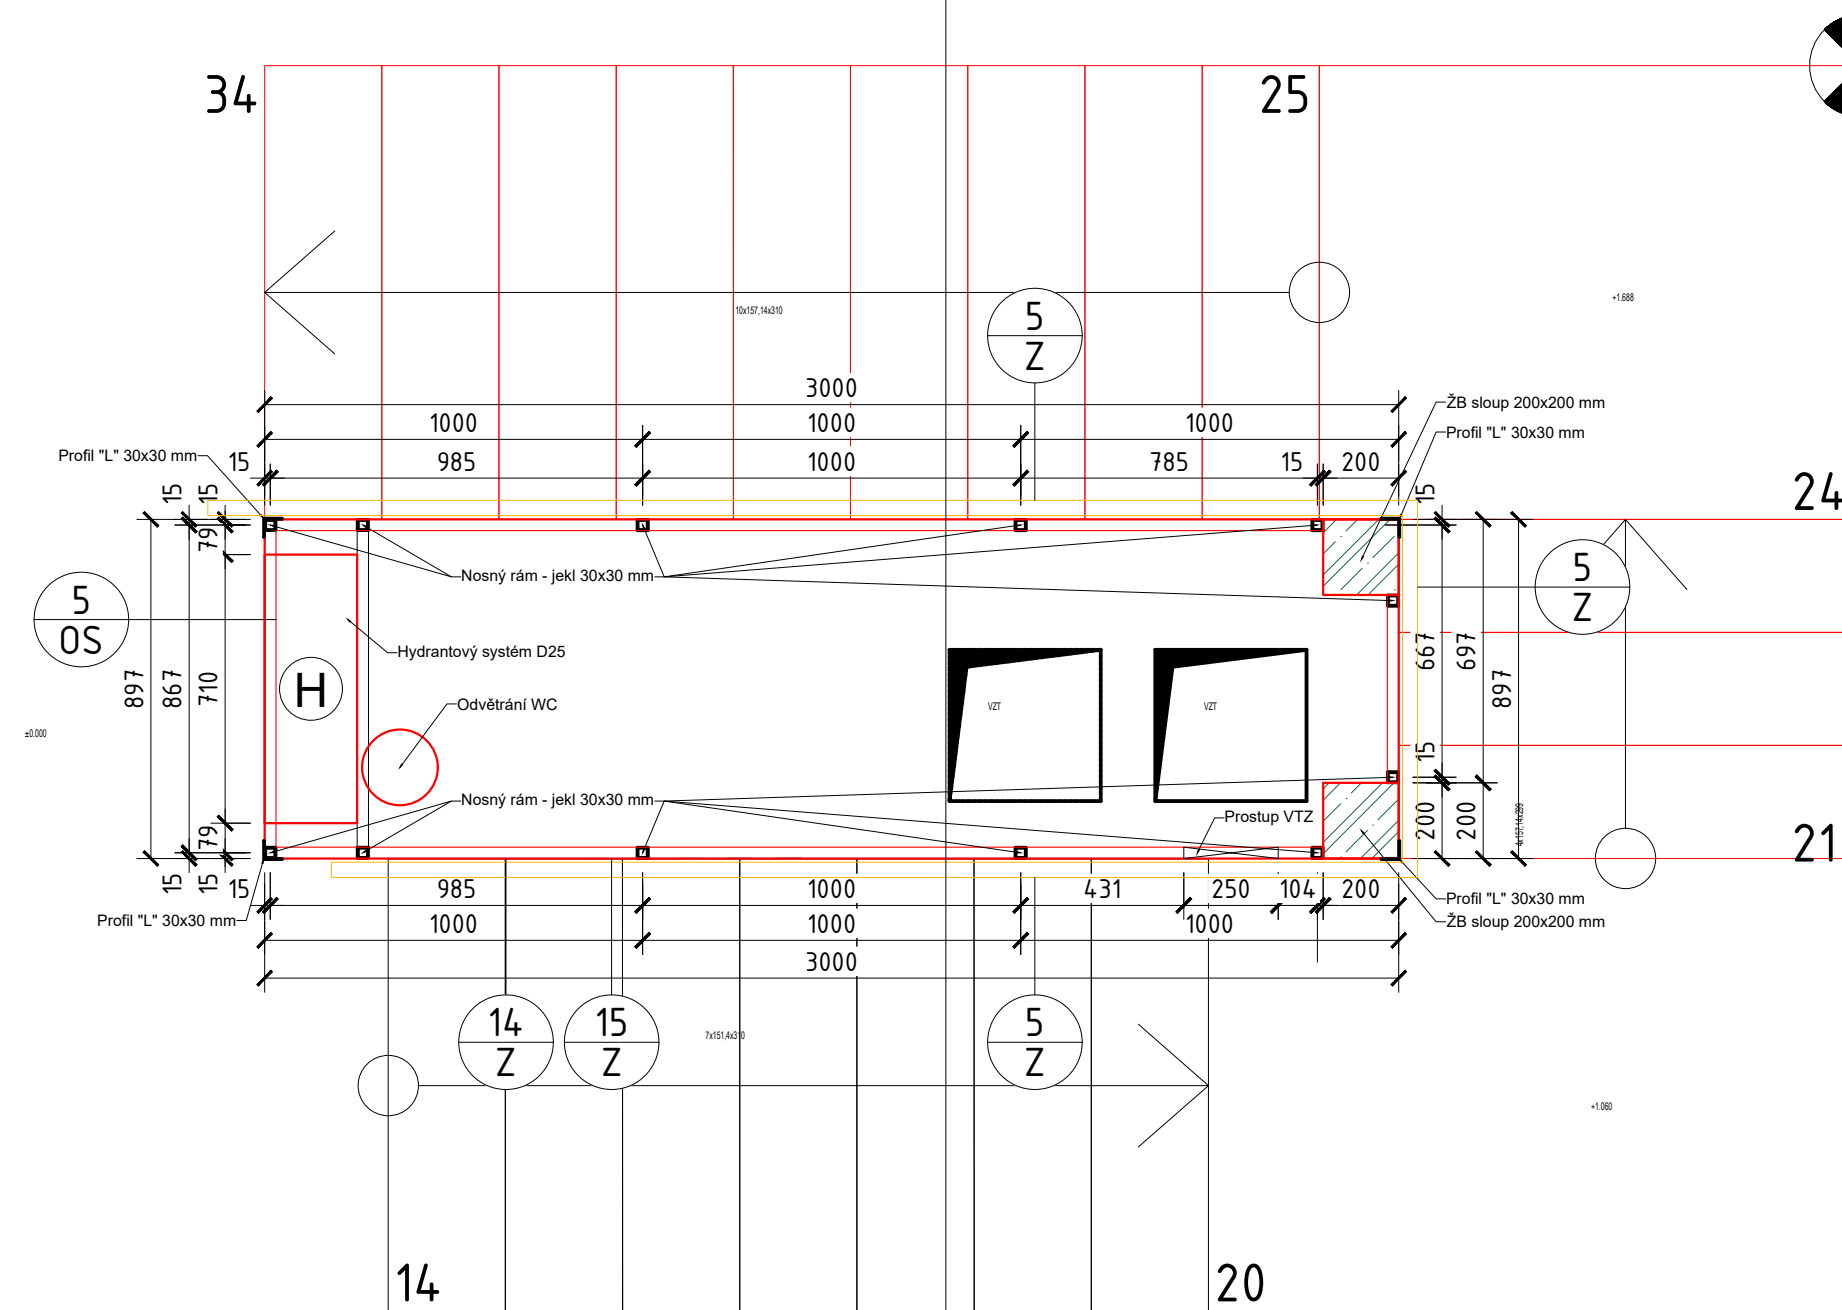 34
25
10x157,14x310
5
Z
+1.688
3000
1000
1000
1000
15
985
1000
785
15
200
ŽB sloup 200x200 mm
Profil "L" 30x30 mm
Profil "L" 30x30 mm
15
15
15
24
79
Nosný rám - jekl 30x30 mm
5
OS
5
Z
Hydrantový systém D25
897
867
710
H
Odvětrání WC
VZT
VZT
667
697
897
±0.000
15
Nosný rám - jekl 30x30 mm
Prostup VTZ
79
200
200
4x157,14x299
21
15
15
15
985
1000
431
250
104
200
Profil "L" 30x30 mm
Profil "L" 30x30 mm
ŽB sloup 200x200 mm
1000
1000
1000
3000
14
Z
15
Z
7x151,4x310
5
Z
+1.060
14
20